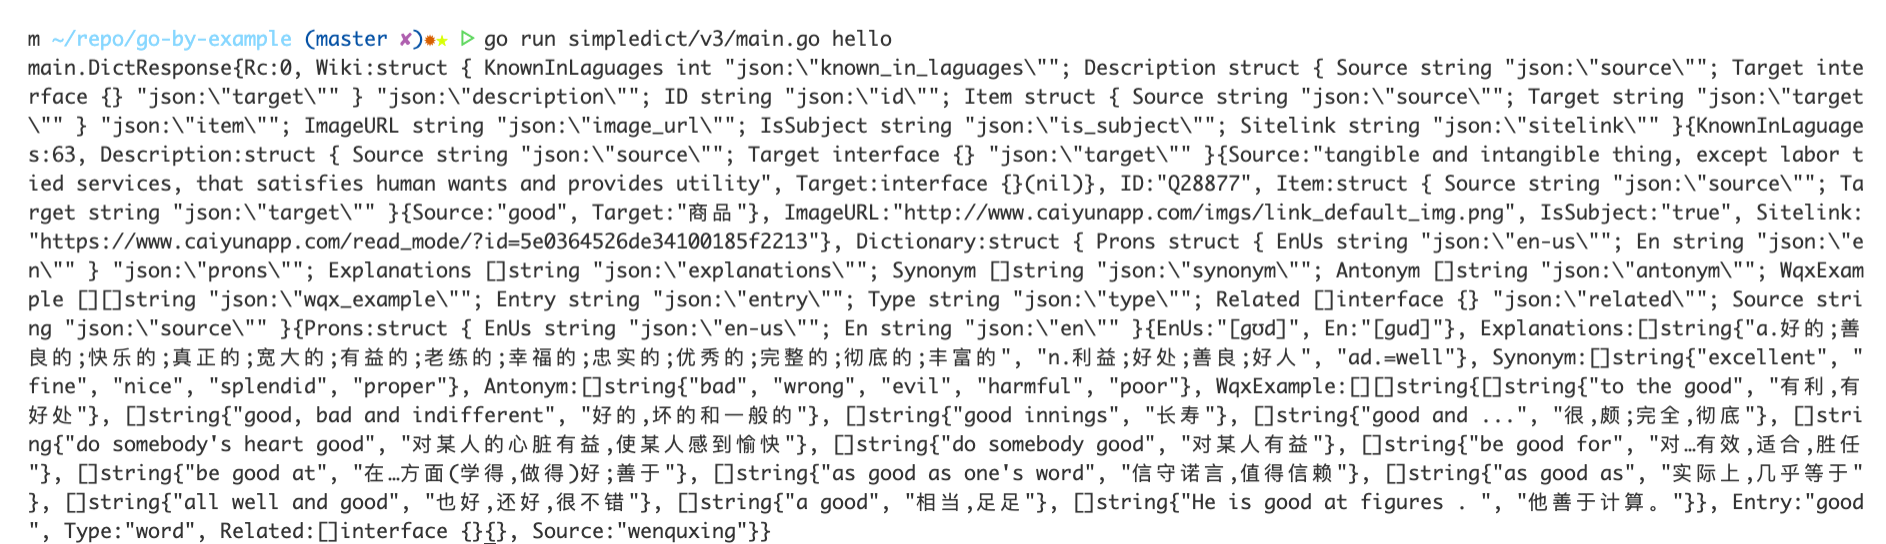 m ~/repo/go-by-example (master ✘)✹★ ▷ go run simpledict/v3/main.go hello
main.DictResponse{Rc:0, Wiki:struct { KnownInLaguages int "json:\"known_in_laguages\""; Description struct { Source string "json:\"source\""; Target inte
rface {} "json:\"target\"" } "json:\"description\""; ID string "json:\"id\""; Item struct { Source string "json:\"source\""; Target string "json:\"target
\"" } "json:\"item\""; ImageURL string "json:\"image_url\""; IsSubject string "json:\"is_subject\""; Sitelink string "json:\"sitelink\"" }{KnownInLaguage
s:63, Description:struct { Source string "json:\"source\""; Target interface {} "json:\"target\"" }{Source:"tangible and intangible thing, except labor t
ied services, that satisfies human wants and provides utility", Target:interface {}(nil)}, ID:"Q28877", Item:struct { Source string "json:\"source\""; Ta
rget string "json:\"target\"" }{Source:"good", Target:"商品"}, ImageURL:"http://www.caiyunapp.com/imgs/link_default_img.png", IsSubject:"true", Sitelink:
"https://www.caiyunapp.com/read_mode/?id=5e0364526de34100185f2213"}, Dictionary:struct { Prons struct { EnUs string "json:\"en-us\""; En string "json:\"e
n\"" } "json:\"prons\""; Explanations []string "json:\"explanations\""; Synonym []string "json:\"synonym\""; Antonym []string "json:\"antonym\""; WqxExam
ple [][]string "json:\"wqx_example\""; Entry string "json:\"entry\""; Type string "json:\"type\""; Related []interface {} "json:\"related\""; Source stri
ng "json:\"source\"" }{Prons:struct { EnUs string "json:\"en-us\""; En string "json:\"en\"" }{EnUs:"[gʊd]", En:"[gud]"}, Explanations:[]string{"a.好的;善
良的;快乐的;真正的;宽大的;有益的;老练的;幸福的;忠实的;优秀的;完整的;彻底的;丰富的", "n.利益;好处;善良;好人", "ad.=well"}, Synonym:[]string{"excellent", "
fine", "nice", "splendid", "proper"}, Antonym:[]string{"bad", "wrong", "evil", "harmful", "poor"}, WqxExample:[][]string{[]string{"to the good", "有利,有
好处"}, []string{"good, bad and indifferent", "好的,坏的和一般的"}, []string{"good innings", "长寿"}, []string{"good and ...", "很,颇;完全,彻底"}, []stri
ng{"do somebody's heart good", "对某人的心脏有益,使某人感到愉快"}, []string{"do somebody good", "对某人有益"}, []string{"be good for", "对…有效,适合,胜任
"}, []string{"be good at", "在…方面(学得,做得)好;善于"}, []string{"as good as one's word", "信守诺言,值得信赖"}, []string{"as good as", "实际上,几乎等于"
}, []string{"all well and good", "也好,还好,很不错"}, []string{"a good", "相当,足足"}, []string{"He is good at figures . ", "他善于计算。"}}, Entry:"good
", Type:"word", Related:[]interface {}{}, Source:"wenquxing"}}